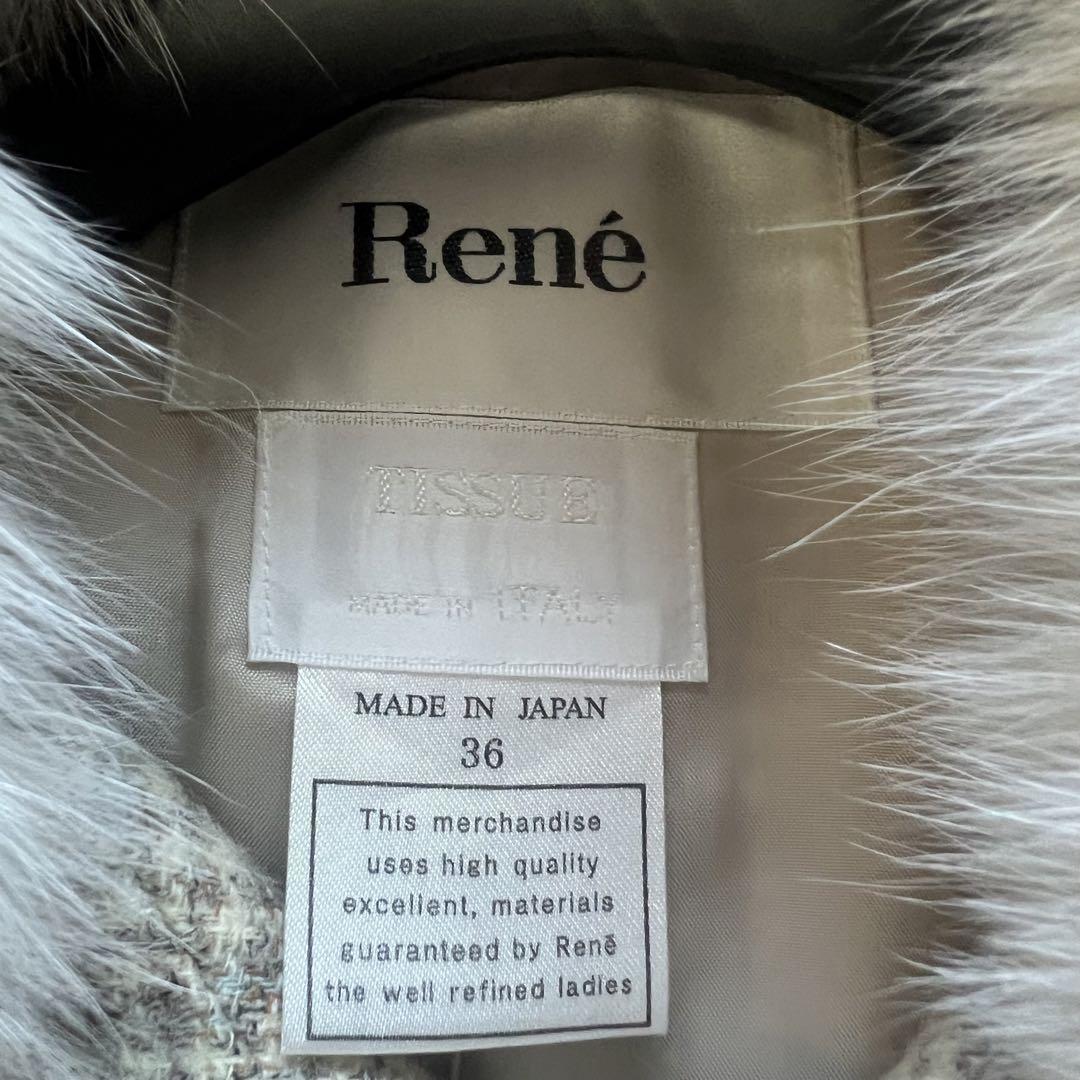 René
TISSUE
MADE IN ITALY
MADE IN JAPAN
36
This merchandise
uses high quality
excellent, materials
guaranteed by René
the well refined ladies